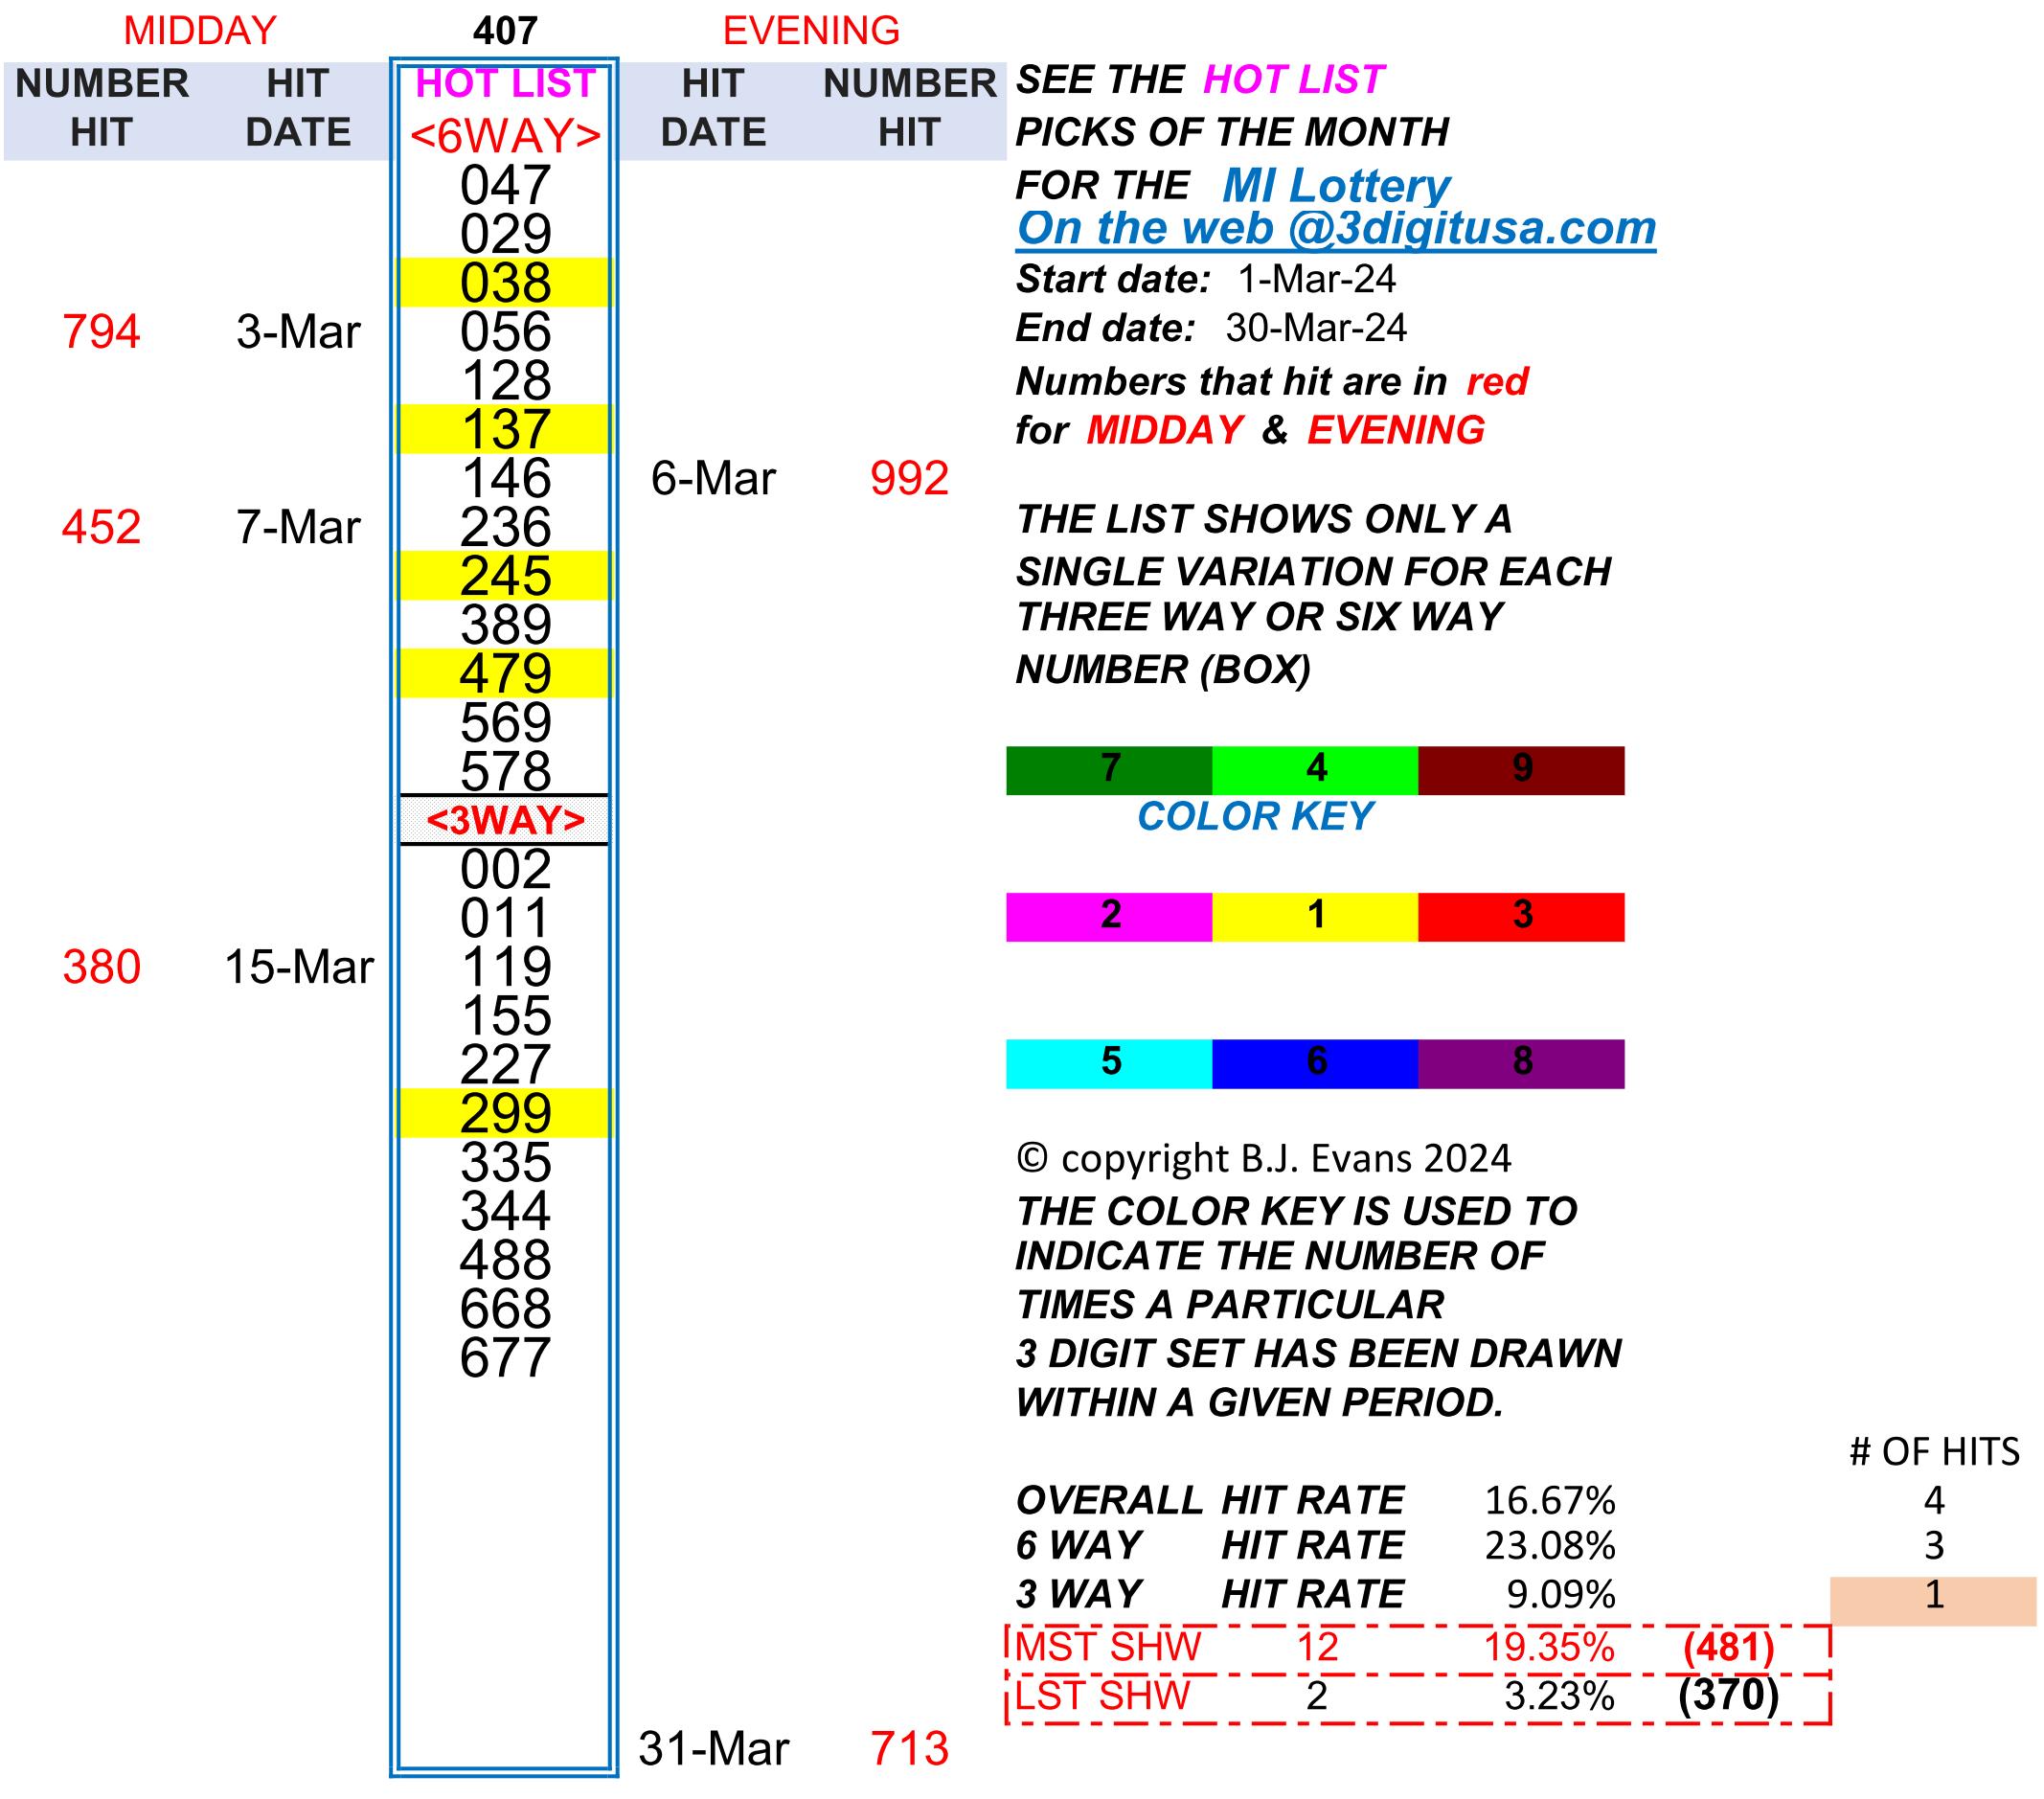 MIDDAY 407 EVENING
NUMBER HIT HOT LIST HIT NUMBER
HIT DATE <6WAY> DATE HIT
047
029
038
794 3-Mar 056
128
137
146 6-Mar 992
452 7-Mar 236
245
389
479
569
578
<3WAY>
002
011
380 15-Mar 119
155
227
299
335
344
488
668
677
31-Mar 713
SEE THE HOT LIST
PICKS OF THE MONTH
FOR THE MI Lottery
On the web @3digitusa.com
Start date: 1-Mar-24
End date: 30-Mar-24
Numbers that hit are in red
for MIDDAY & EVENING
THE LIST SHOWS ONLY A
SINGLE VARIATION FOR EACH
THREE WAY OR SIX WAY
NUMBER (BOX)
7 4 9
COLOR KEY
2 1 3
5 6 8
© copyright B.J. Evans 2024
THE COLOR KEY IS USED TO
INDICATE THE NUMBER OF
TIMES A PARTICULAR
3 DIGIT SET HAS BEEN DRAWN
WITHIN A GIVEN PERIOD.
# OF HITS
OVERALL HIT RATE 16.67% 4
6 WAY HIT RATE 23.08% 3
3 WAY HIT RATE 9.09% 1
MST SHW 12 19.35% (481)
LST SHW 2 3.23% (370)